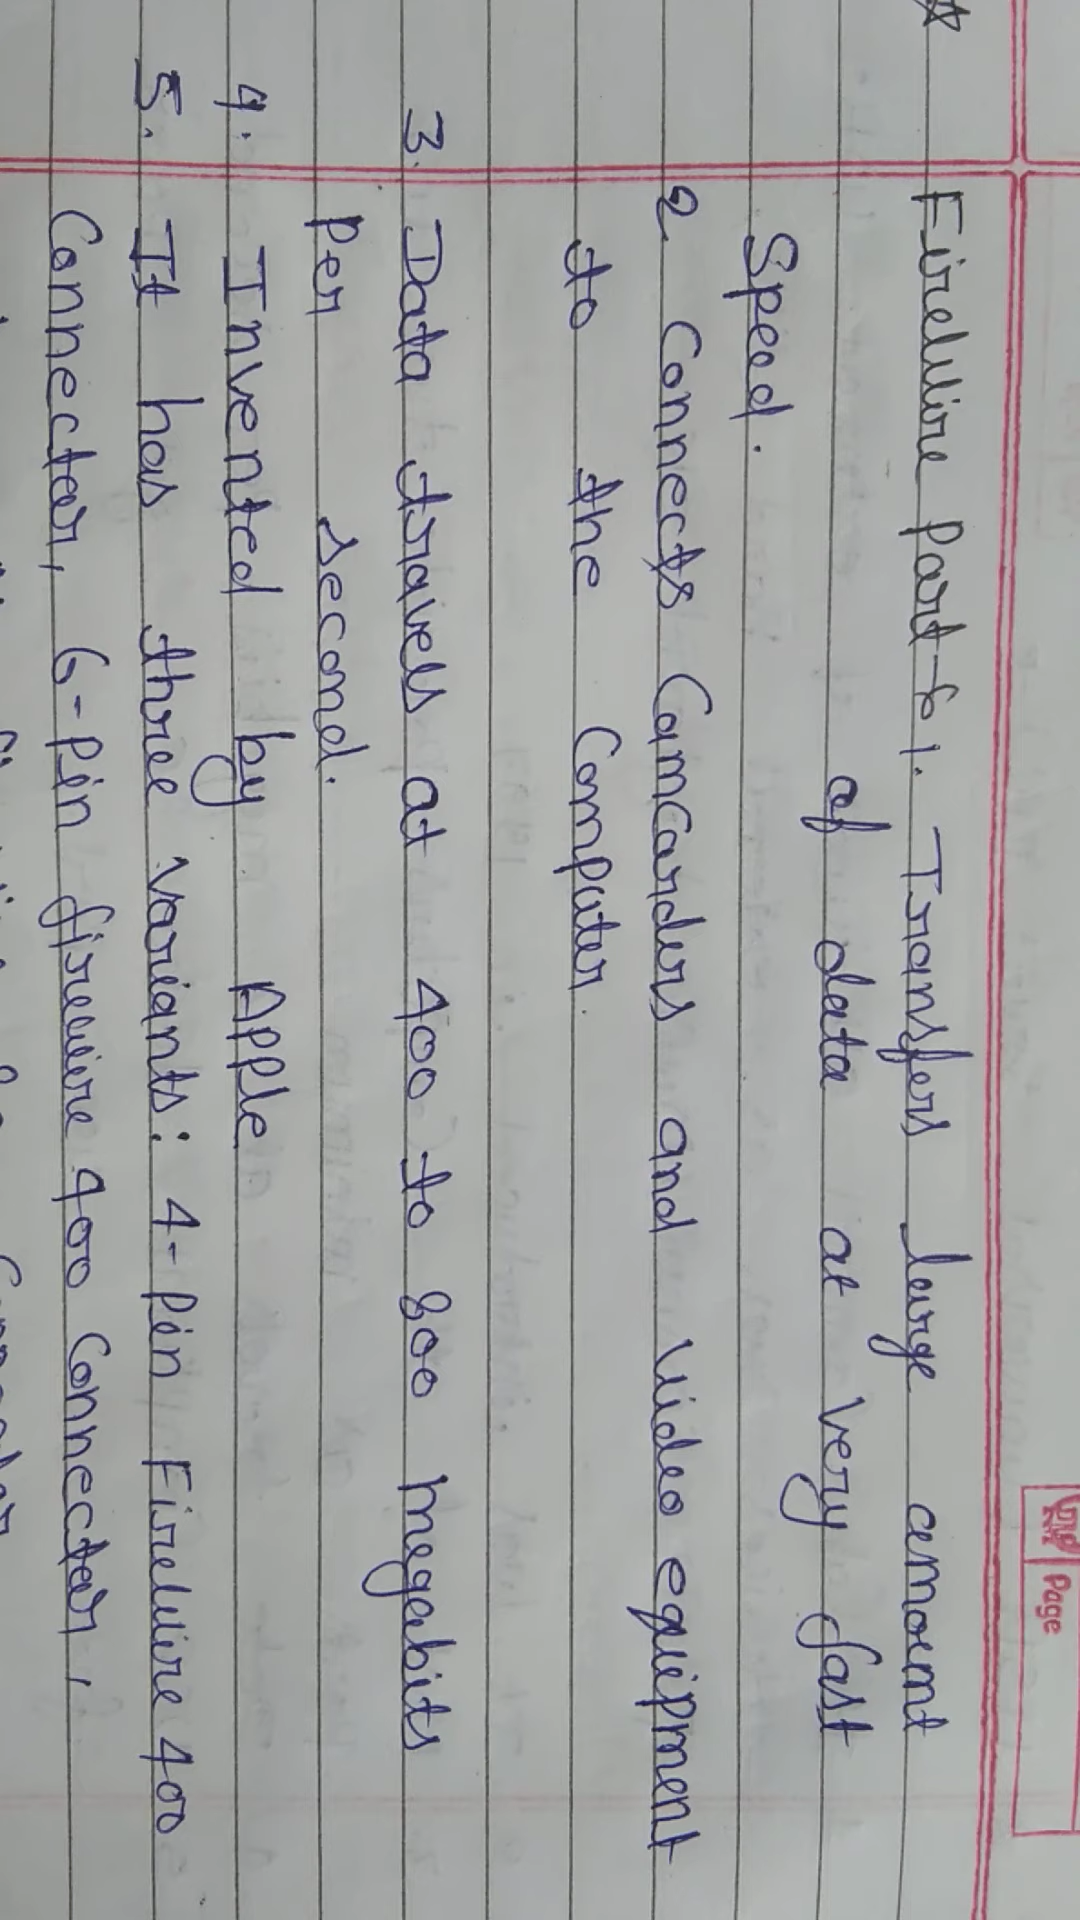 Page
☆ Firewire Port → 1. Transfers large amount
of data at very fast
Speed.
2. Connects Camcorders and Video equipment
to the Computer.
3. Data travels at 400 to 800 megabits
Per second.
4. Invented by Apple
5. It has three Variants: 4-Pin FireWire 400
Connector, 6-Pin firewire 400 Connector,